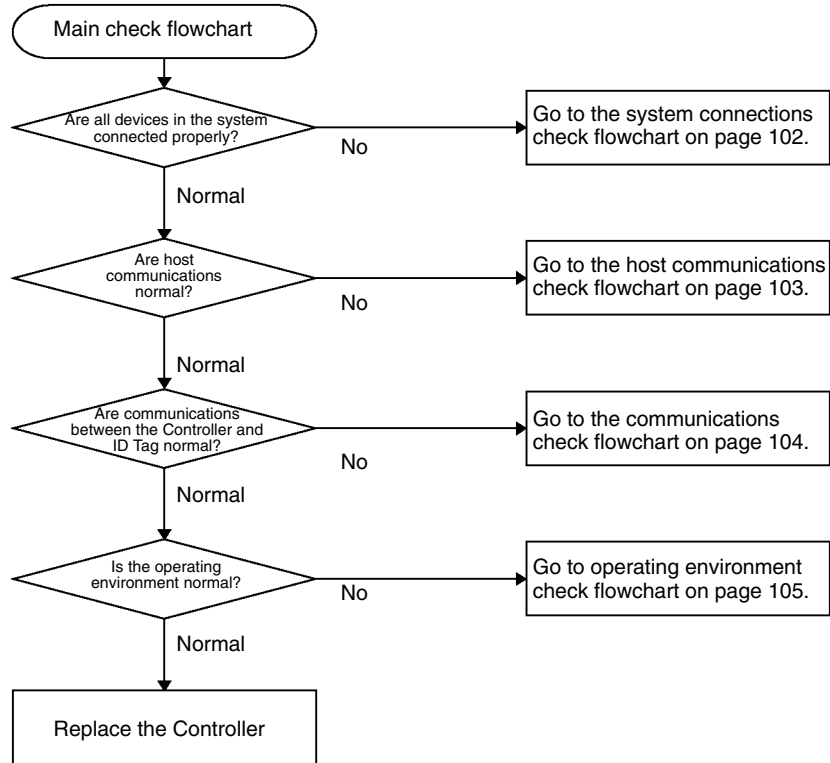 Main check flowchart
Are all devices in the system
connected properly?
No
Go to the system connections
check flowchart on page 102.
Normal
Are host
communications
normal?
No
Go to the host communications
check flowchart on page 103.
Normal
Are communications
between the Controller and
ID Tag normal?
No
Go to the communications
check flowchart on page 104.
Normal
Is the operating
environment normal?
No
Go to operating environment
check flowchart on page 105.
Normal
Replace the Controller